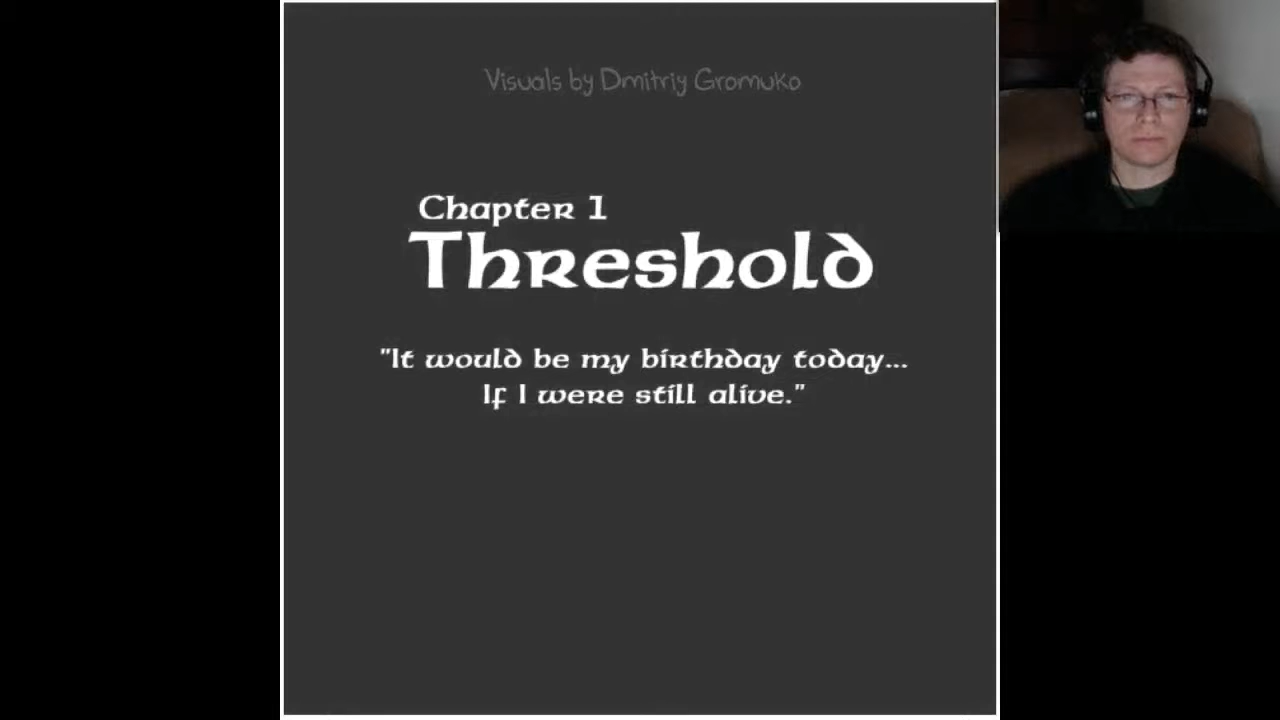 Visuals by Dmitriy Gromuko
Chapter 1
Threshold
"It would be my birthday today...
If I were still alive."